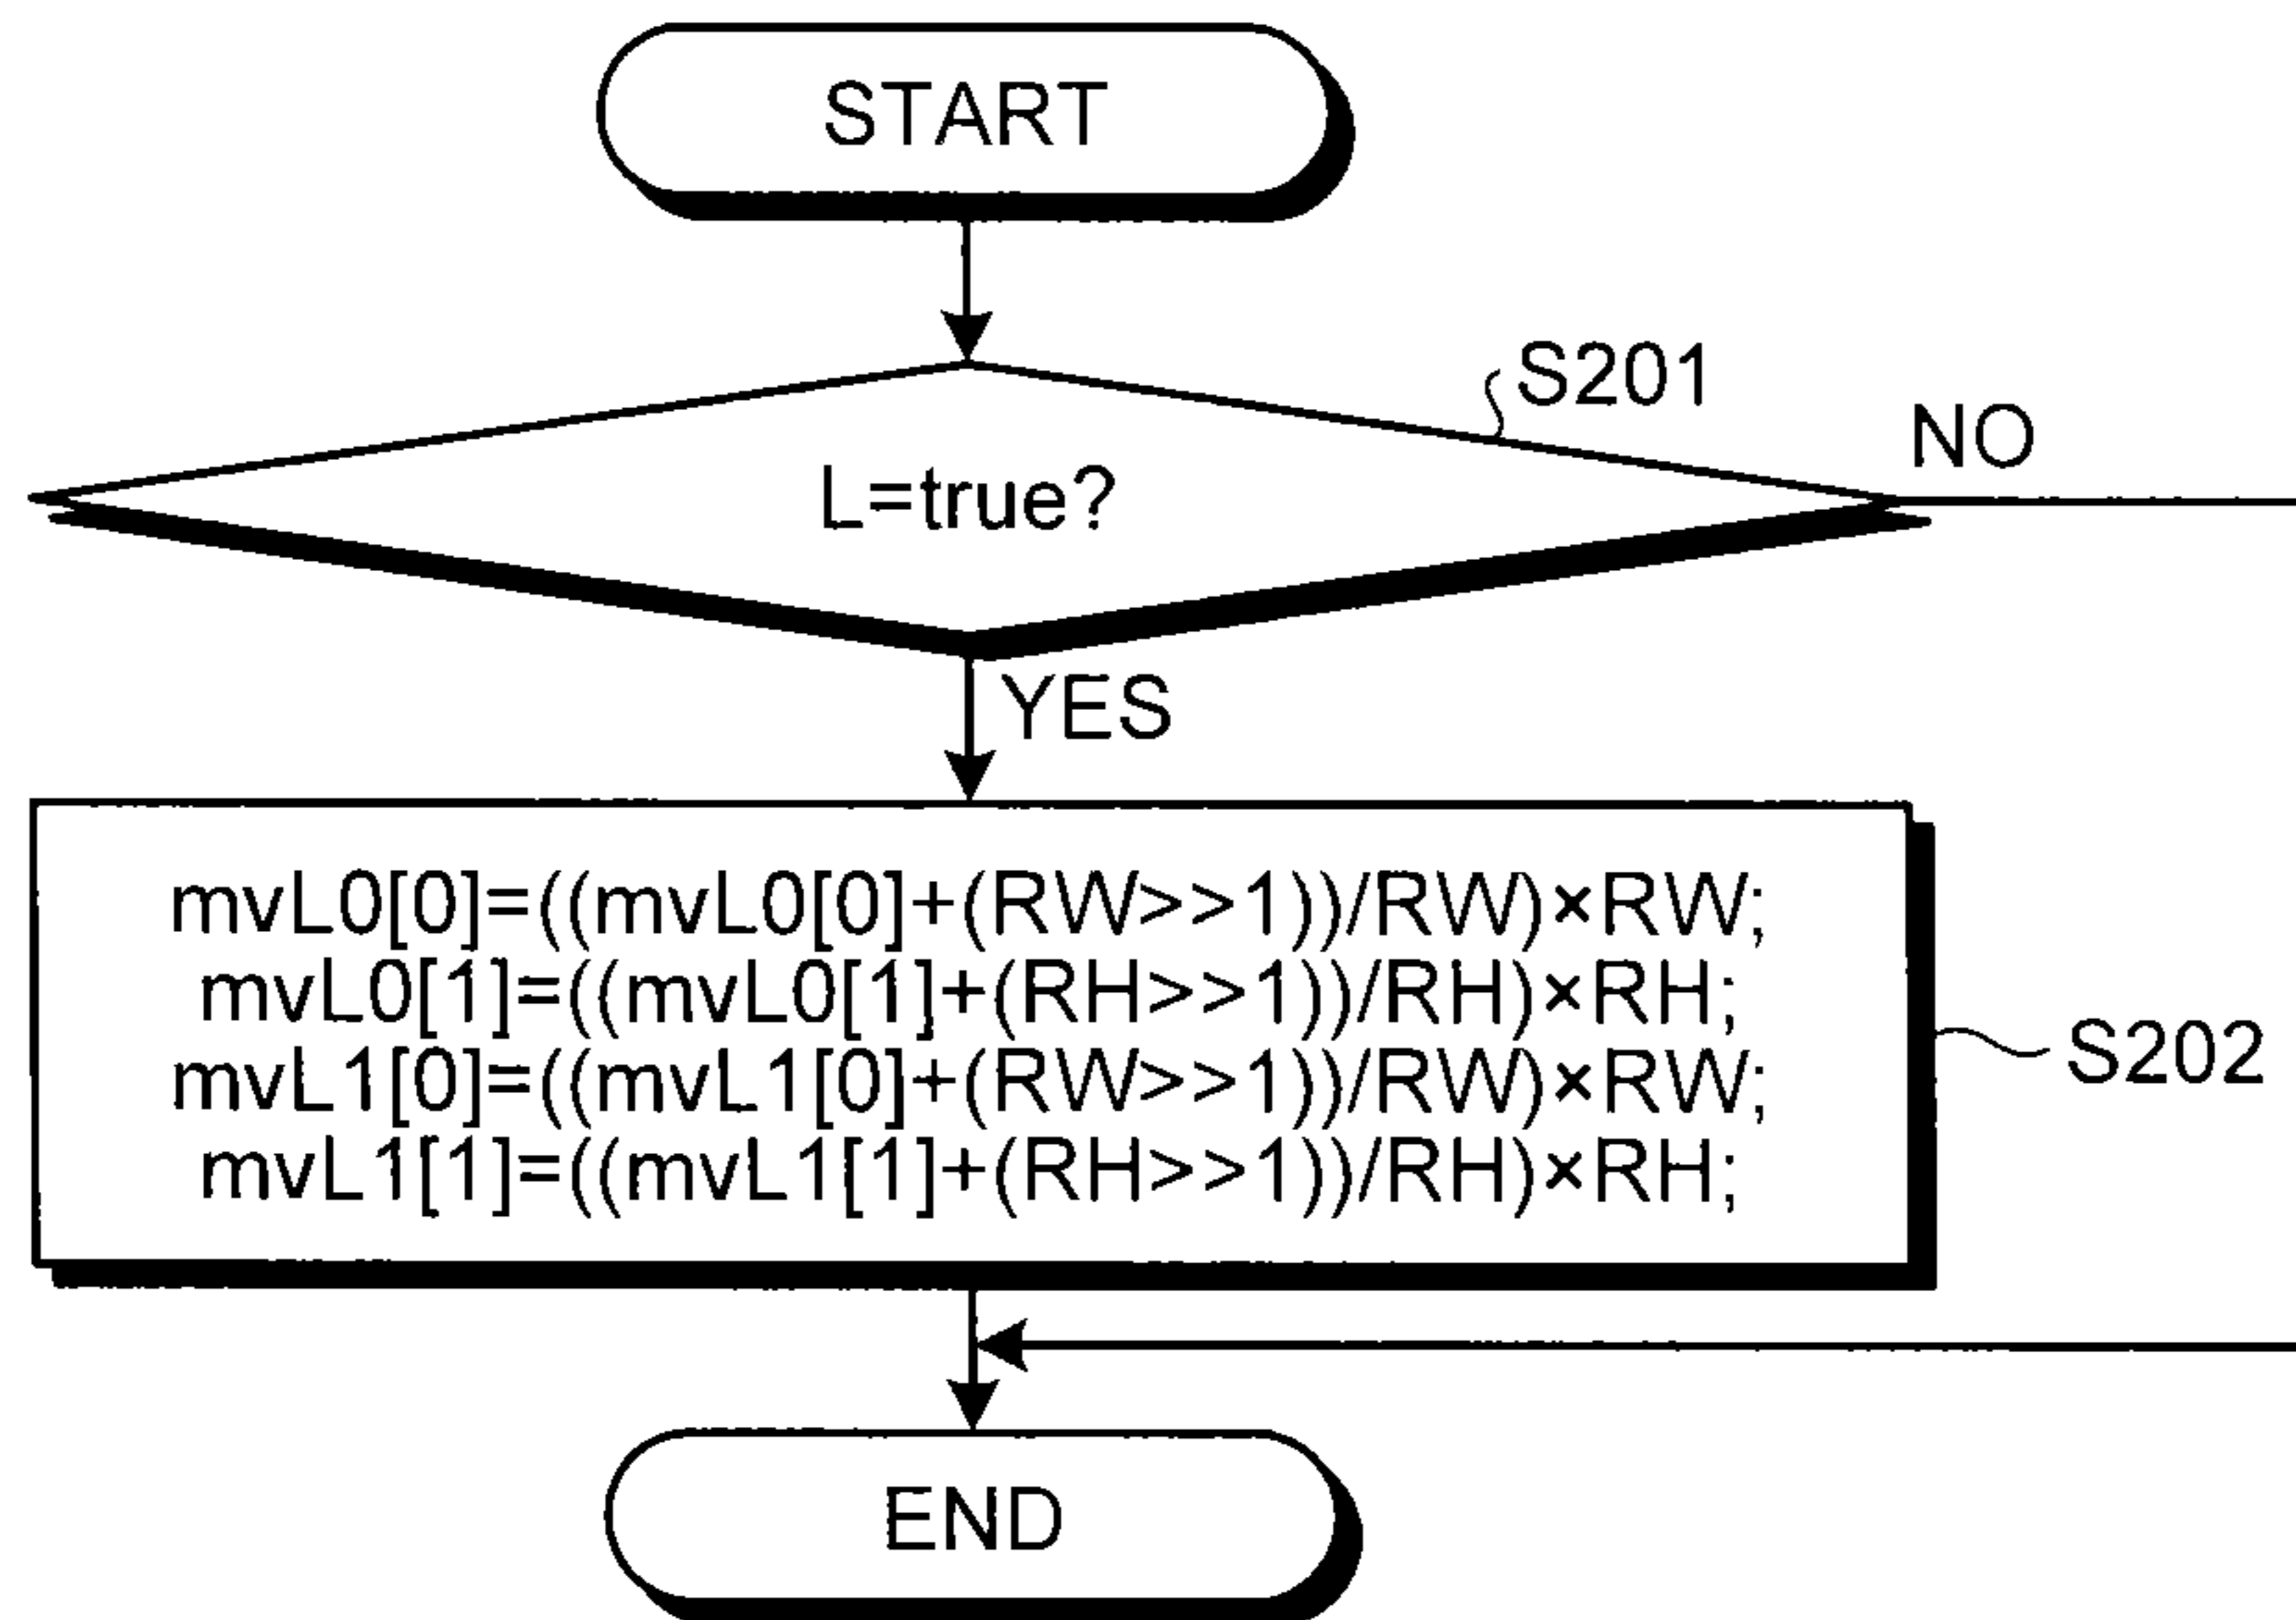 START
S201
NO
L=true?
YES
mvL0[0]=((mvL0[0]+(RW>>1))/RW)×RW;
mvL0[1]=((mvL0[1]+(RH>>1))/RH)×RH;
mvL1[0]=((mvL1[0]+(RW>>1))/RW)×RW;
S202
mvL1[1]=((mvL1[1]+(RH>>1))/RH)×RH;
END